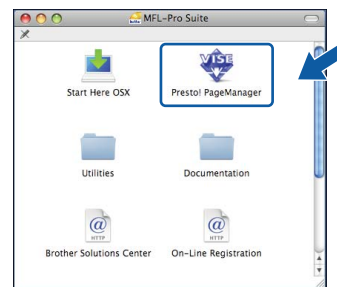 MFL-Pro Suite
Start Here OSX
Presto! PageManager
VISE
Utilities
Documentation
@
HTTP
@
HTTP
Brother Solutions Center
On-Line Registration